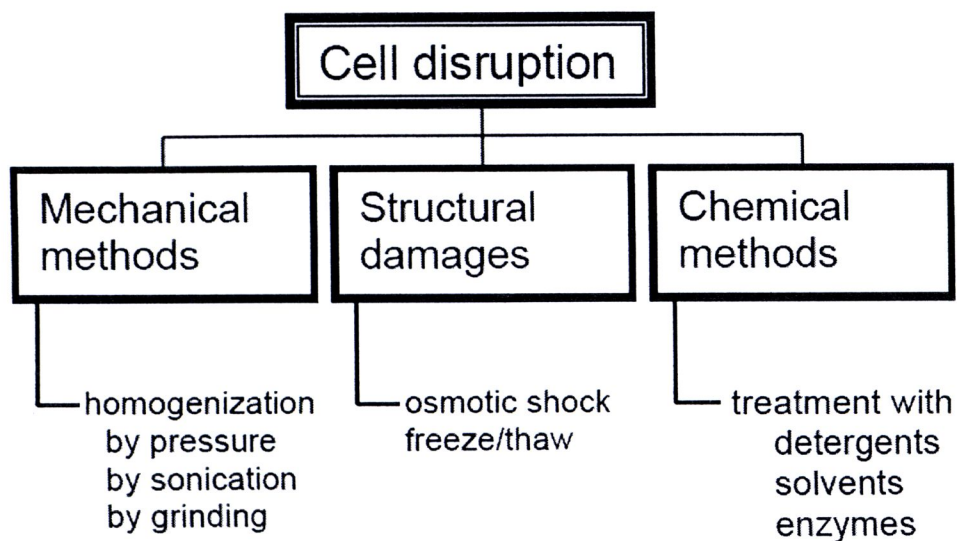 Cell disruption
Mechanical
methods
Structural
damages
Chemical
methods
homogenization
by pressure
by sonication
by grinding
osmotic shock
freeze/thaw
treatment with
detergents
solvents
enzymes